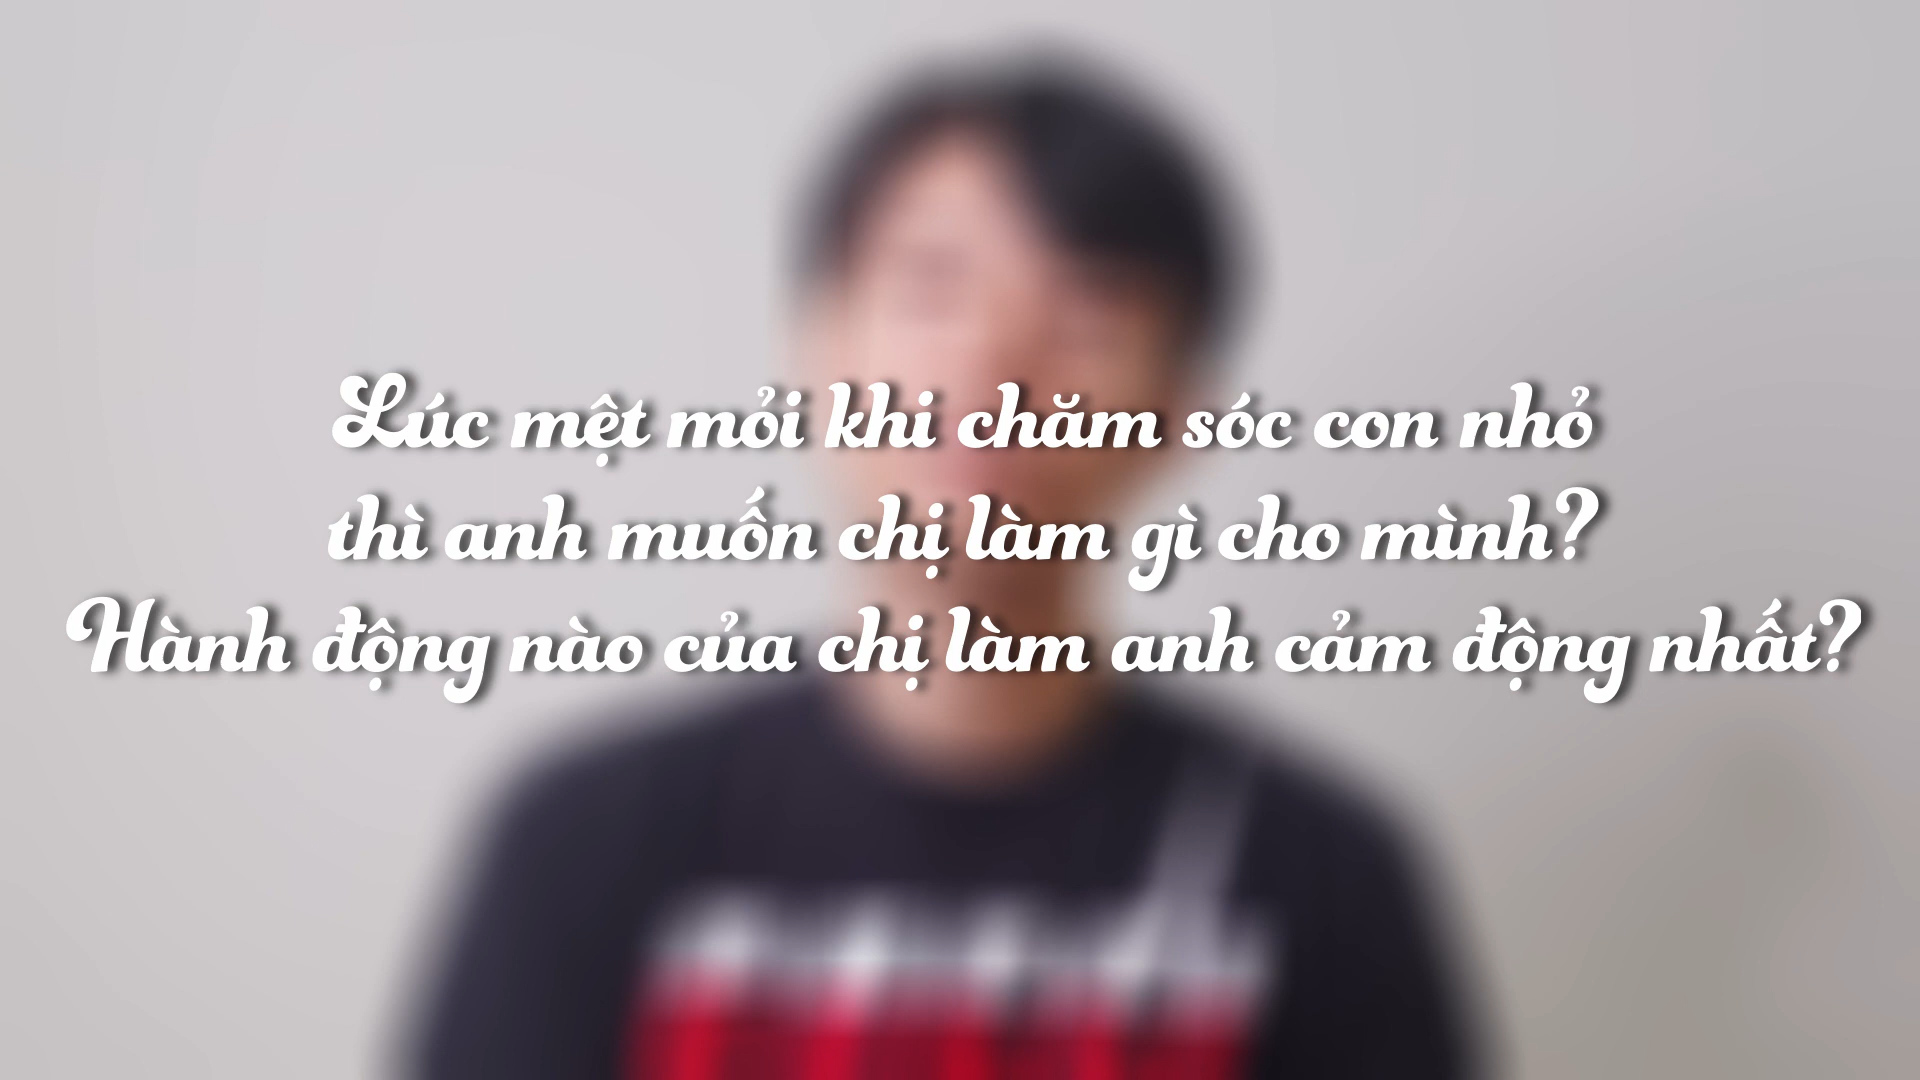 Lúc mệt mỏi khi chăm sóc con nhỏ
thì anh muốn chị làm gì cho mình?
Hành động nào của chị làm anh cảm động nhất?